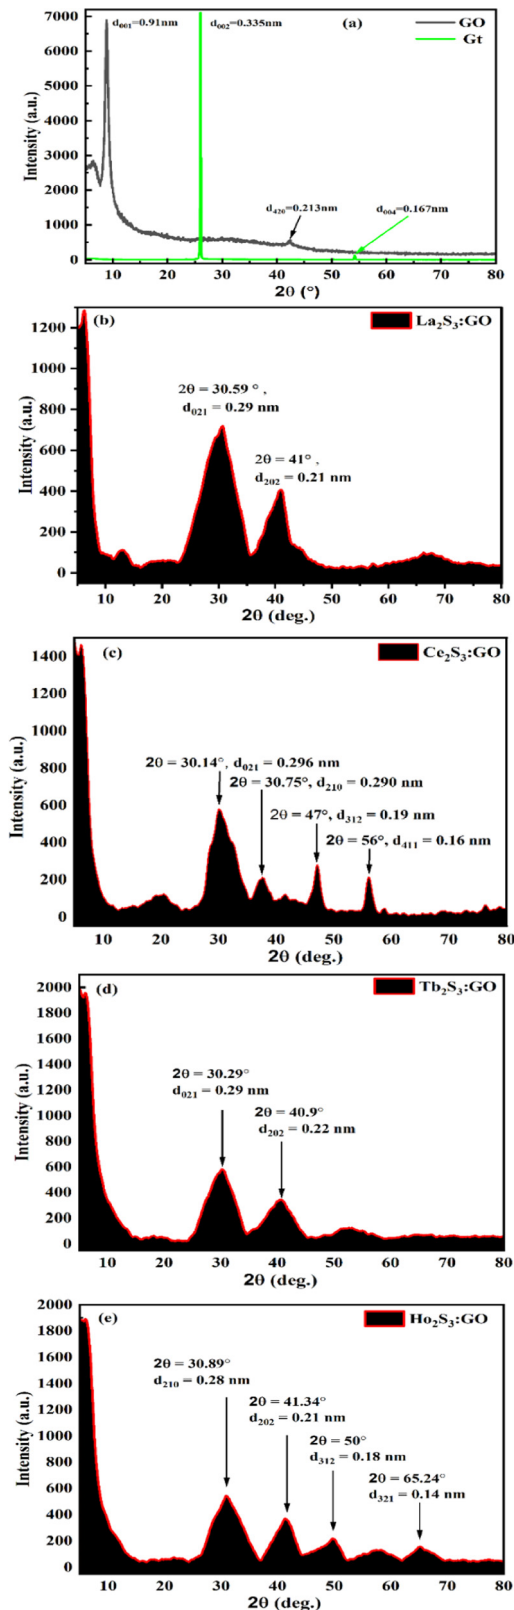 d₀₀₁=0.91nm
d₀₀₂=0.335nm
(a)
GO
Gt
d₄₂₀=0.213nm
d₀₀₄=0.167nm
Intensity (a.u.)
7000
6000
5000
4000
3000
2000
1000
0
10 20 30 40 50 60 70 80
2θ (°)
(b)
La₂S₃:GO
2θ = 30.59 ° ,
d₀₂₁ = 0.29 nm
2θ = 41° ,
d₂₀₂ = 0.21 nm
Intensity (a.u.)
1200
1000
800
600
400
200
0
10 20 30 40 50 60 70 80
2θ (deg.)
(c)
Ce₂S₃:GO
2θ = 30.14°, d₀₂₁ = 0.296 nm
2θ = 30.75°, d₂₁₀ = 0.290 nm
2θ = 47°, d₃₁₂ = 0.19 nm
2θ = 56°, d₄₁₁ = 0.16 nm
Intensity (a.u.)
1400
1200
1000
800
600
400
200
0
10 20 30 40 50 60 70 80
2θ (deg.)
(d)
Tb₂S₃:GO
2θ = 30.29°
d₀₂₁ = 0.29 nm
2θ = 40.9°
d₂₀₂ = 0.22 nm
Intensity (a.u.)
2000
1800
1600
1400
1200
1000
800
600
400
200
0
10 20 30 40 50 60 70 80
2θ (deg.)
(e)
Ho₂S₃:GO
2θ = 30.89°
d₂₁₀ = 0.28 nm
2θ = 41.34°
d₂₀₂ = 0.21 nm
2θ = 50°
d₃₁₂ = 0.18 nm
2θ = 65.24°
d₃₂₁ = 0.14 nm
Intensity (a.u.)
2000
1800
1600
1400
1200
1000
800
600
400
200
0
10 20 30 40 50 60 70 80
2θ (deg.)